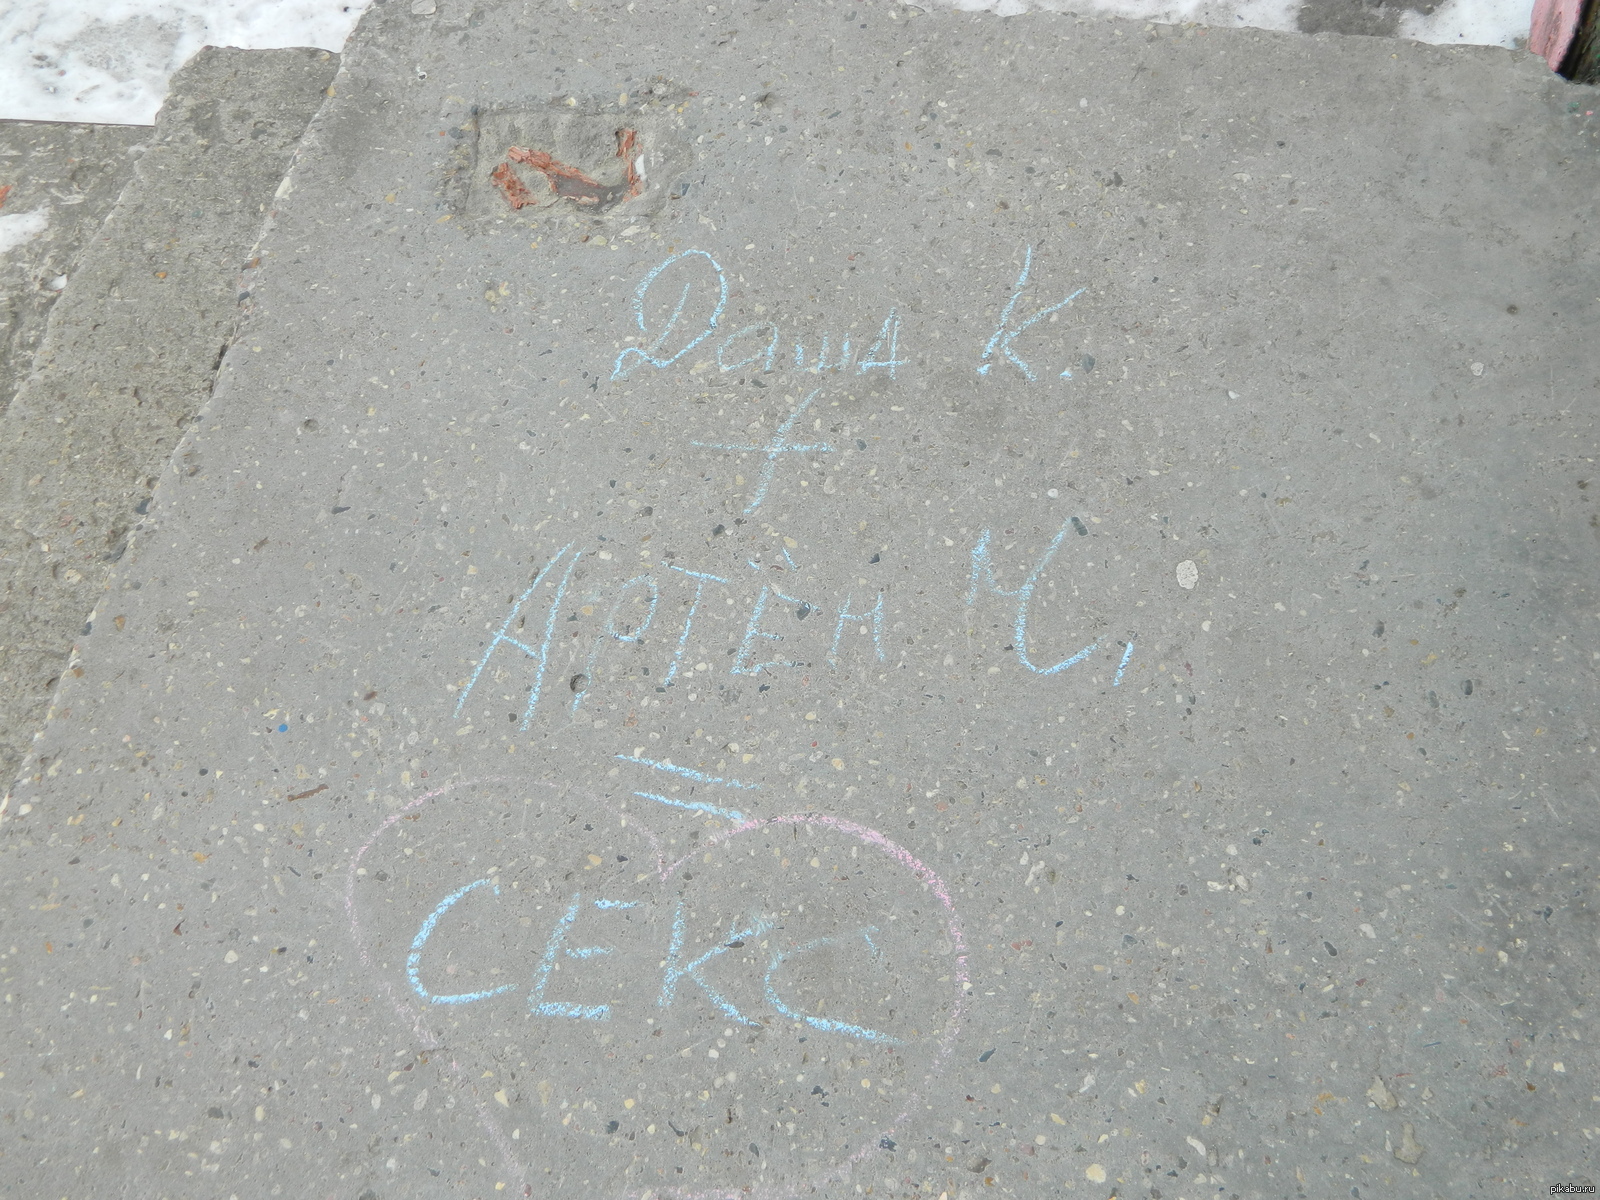 Даша К.
+
Артём Ч.
=
СЕКС
pikabu.ru